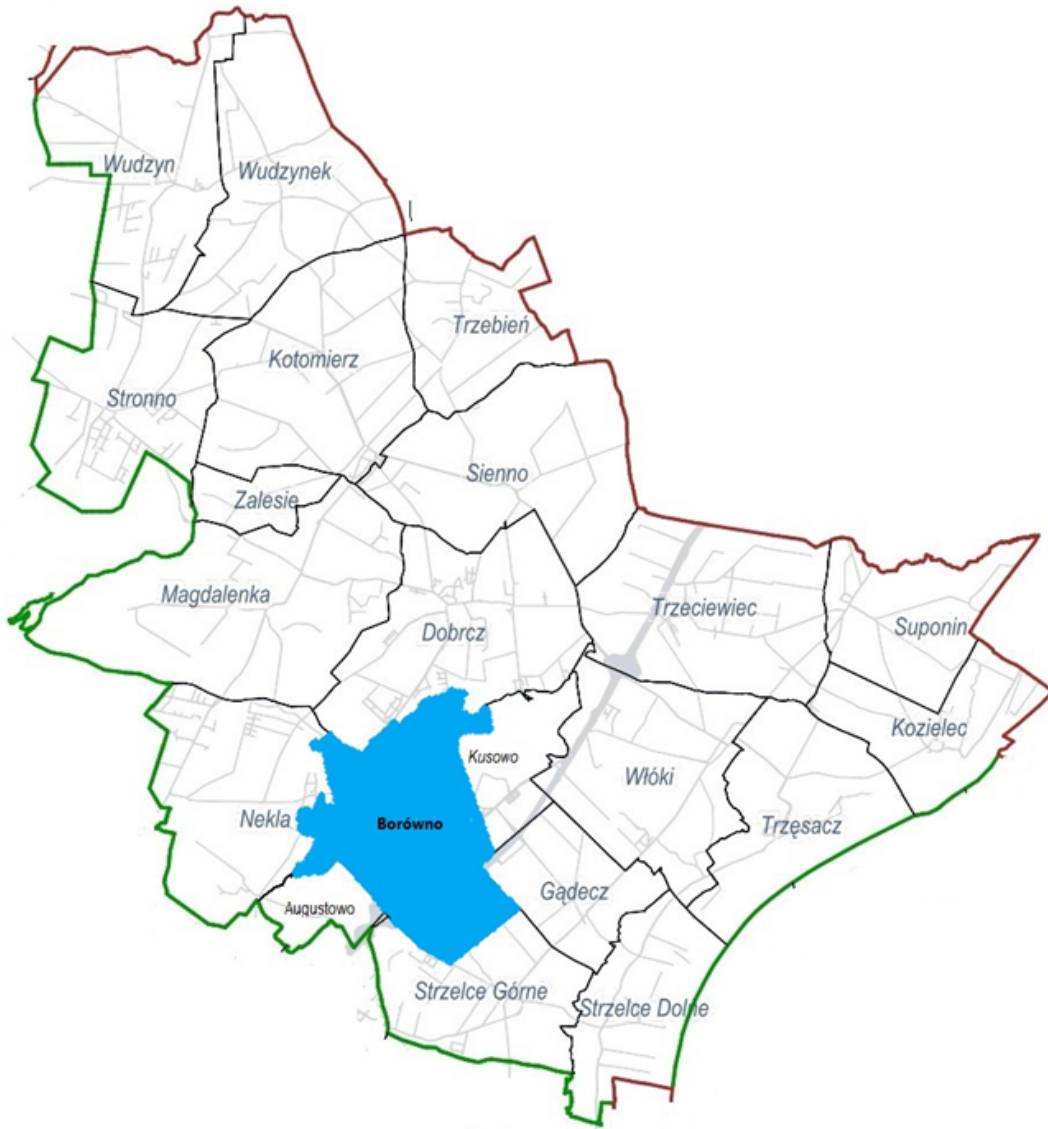 Wudzyn
Wudzynek
Trzebień
Kotomierz
Stronno
Sienno
Zalesie
Magdalenka
Trzeciewiec
Dobrcz
Suponin
Kozielec
Kusowo
Włóki
Nekla
Borówno
Trzęsacz
Gądecz
Augustowo
Strzelce Górne
Strzelce Dolne